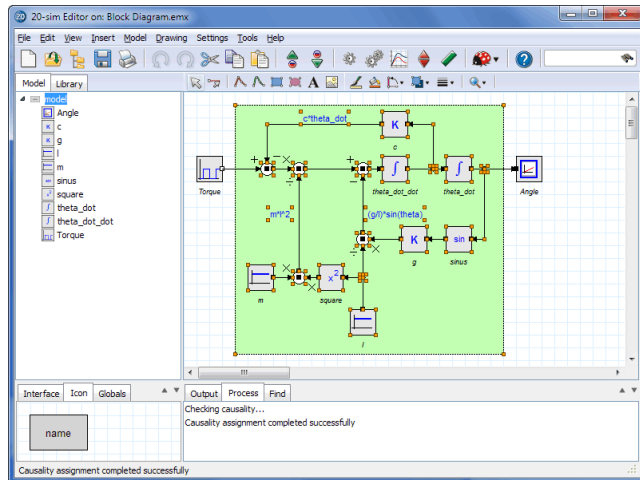 20-sim Editor on: Block Diagram.emx
File Edit View Insert Model Drawing Settings Tools Help
Model Library
model
Angle
c
g
l
m
sinus
square
theta_dot
theta_dot_dot
Torque
c*theta_dot
K
c
Torque
∫
theta_dot_dot
∫
theta_dot
Angle
m*l^2
(g/l)*sin(theta)
K
g
sin
sinus
m
x²
square
l
Interface Icon Globals
name
Output Process Find
Checking causality...
Causality assignment completed successfully
Causality assignment completed successfully